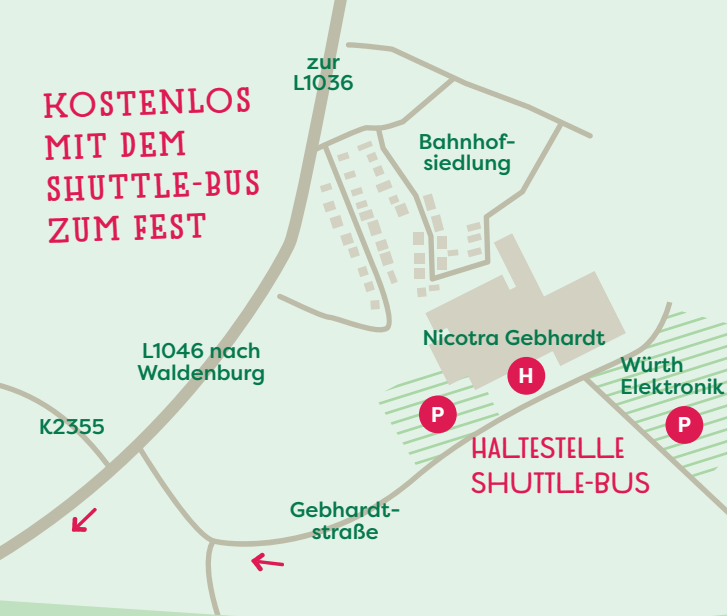 KOSTENLOS
MIT DEM
SHUTTLE-BUS
ZUM FEST
zur
L1036
Bahnhof-
siedlung
L1046 nach
Waldenburg
K2355
Nicotra Gebhardt
H
P
Würth
Elektronik
P
HALTESTELLE
SHUTTLE-BUS
Gebhardt-
straße